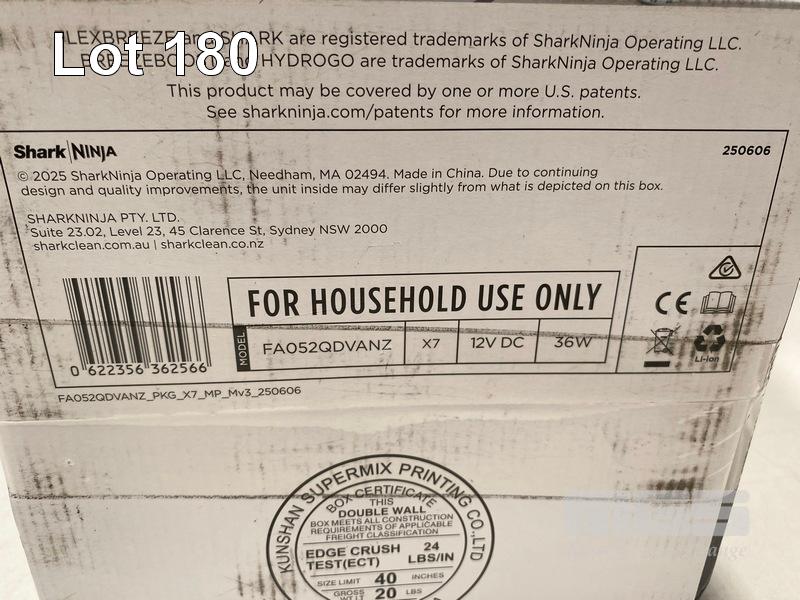 Lot 180
LEXBREEZE and SHARK are registered trademarks of SharkNinja Operating LLC.
HYDROGO are trademarks of SharkNinja Operating LLC.
This product may be covered by one or more U.S. patents.
See sharkninja.com/patents for more information.
Shark NINJA
250606
© 2025 SharkNinja Operating LLC, Needham, MA 02494. Made in China. Due to continuing
design and quality improvements, the unit inside may differ slightly from what is depicted on this box.
SHARKNINJA PTY. LTD.
Suite 23.02, Level 23, 45 Clarence St, Sydney NSW 2000
sharkclean.com.au | sharkclean.co.nz
FOR HOUSEHOLD USE ONLY
MODEL FA052QDVANZ X7 12V DC 36W
CE
Li-ion
0 622356 362566
FA052QDVANZ_PKG_X7_MP_Mv3_250606
KUNSHAN SUPERMIX PRINTING CO.,LTD
BOX CERTIFICATE
THIS
DOUBLE WALL
BOX MEETS ALL CONSTRUCTION
REQUIREMENTS OF APPLICABLE
FREIGHT CLASSIFICATION
EDGE CRUSH TEST(ECT) 24 LBS/IN
SIZE LIMIT 40 INCHES
GROSS WT LT 20 LBS